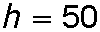 h = 50